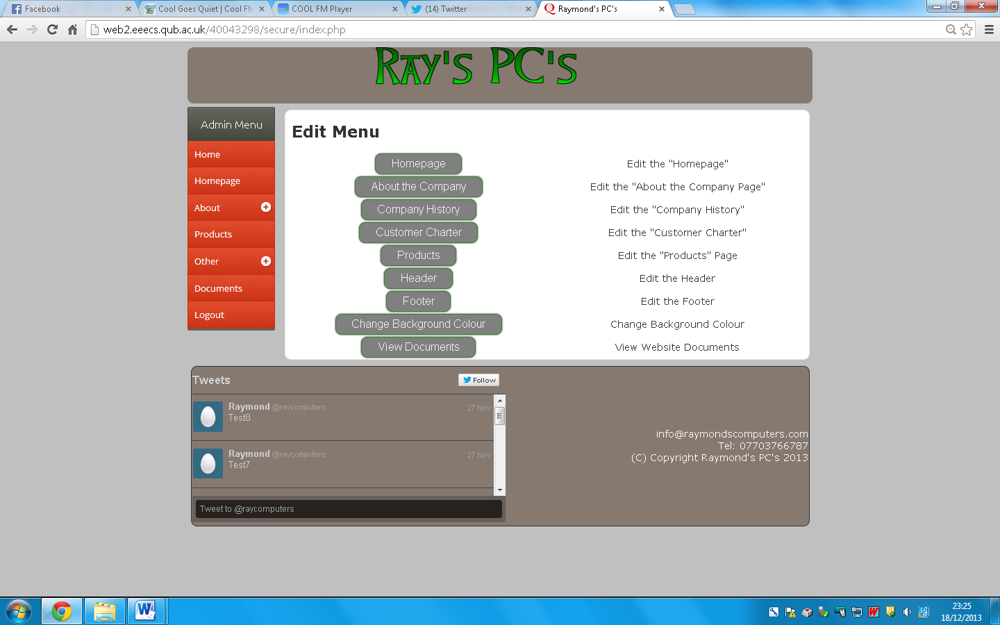 Facebook
Cool Goes Quiet | Cool FM
COOL FM Player
(14) Twitter
Raymond's PC's
web2.eeecs.qub.ac.uk/40043298/secure/index.php
Ray's PC's
Admin Menu
Home
Homepage
About
Products
Other
Documents
Logout
Edit Menu
Homepage Edit the "Homepage"
About the Company Edit the "About the Company Page"
Company History Edit the "Company History"
Customer Charter Edit the "Customer Charter"
Products Edit the "Products" Page
Header Edit the Header
Footer Edit the Footer
Change Background Colour Change Background Colour
View Documents View Website Documents
Tweets Follow
Raymond @raycomputers 27 Nov
Test8
Raymond @raycomputers 27 Nov
Test7
Tweet to @raycomputers
info@raymondscomputers.com
Tel: 07703766787
(C) Copyright Raymond's PC's 2013
23:25
18/12/2013